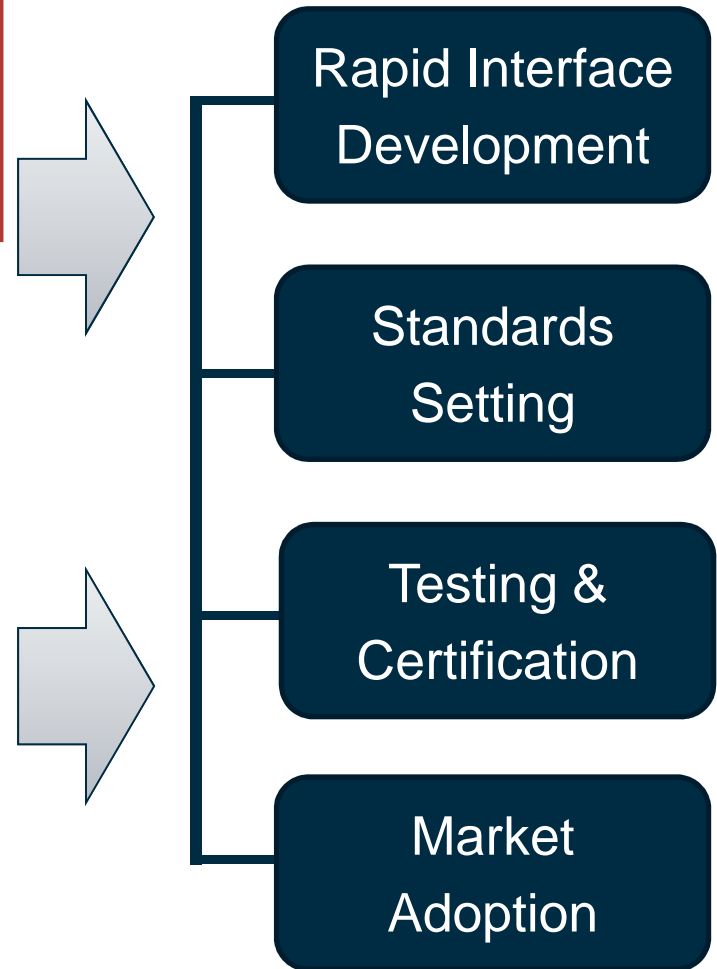 Rapid Interface
Development
Standards
Setting
Testing &
Certification
Market
Adoption